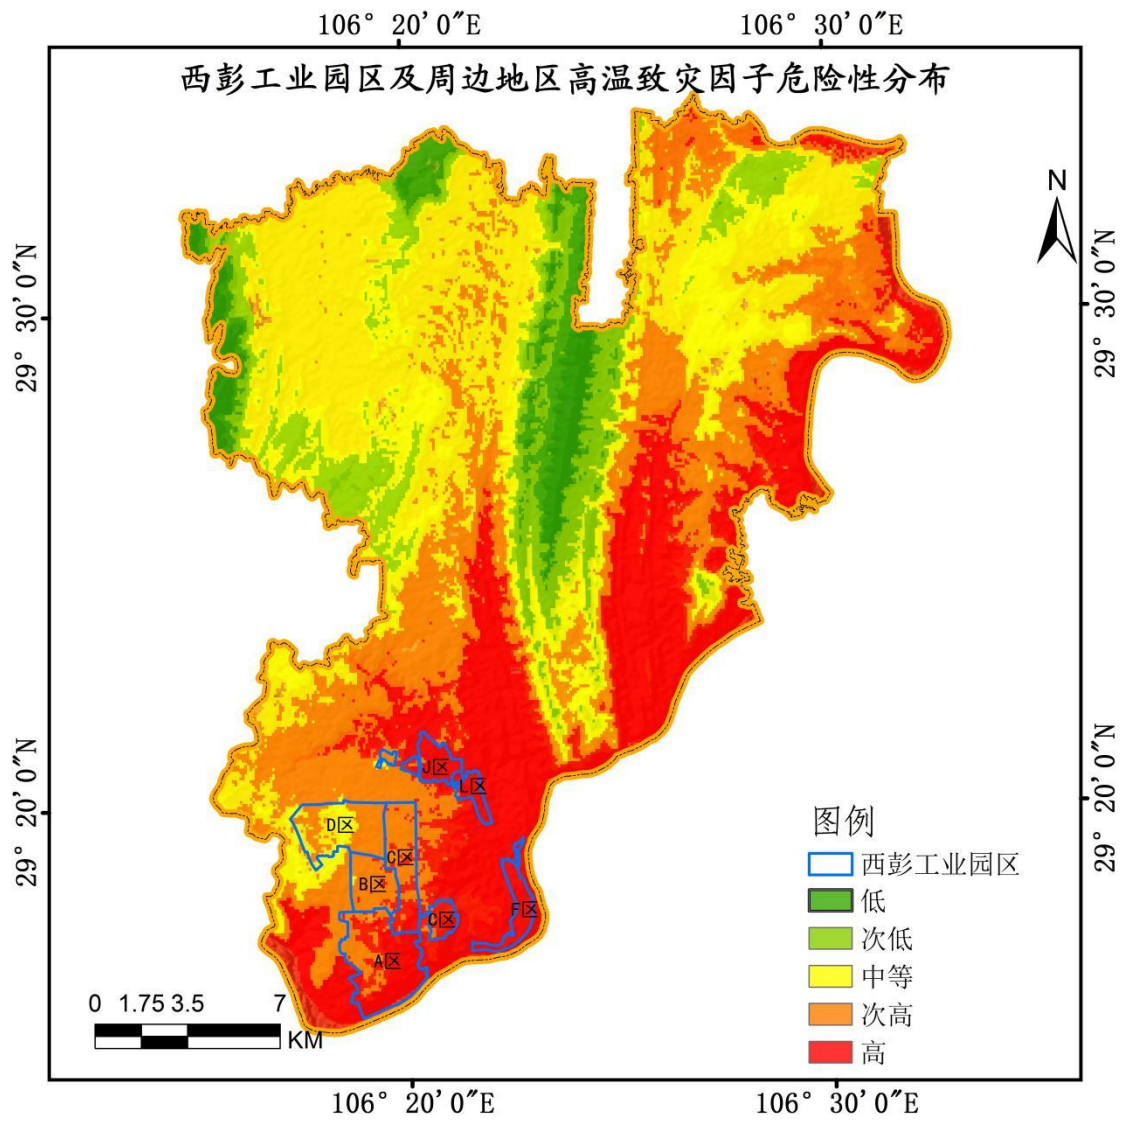 106° 20′0″E
106° 30′0″E
西彭工业园区及周边地区高温致灾因子危险性分布
N
29° 30′0″N
29° 30′0″N
29° 20′0″N
29° 20′0″N
J区
L区
D区
C区
B区
C区
F区
A区
图例
西彭工业园区
低
次低
中等
次高
高
0 1.75 3.5 7
KM
106° 20′0″E
106° 30′0″E